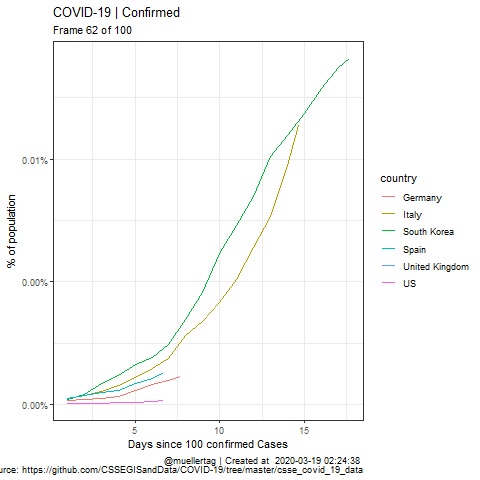 COVID-19 | Confirmed
Frame 62 of 100
% of population
0.01%
0.00%
0.00%
5
10
15
Days since 100 confirmed Cases
country
Germany
Italy
South Korea
Spain
United Kingdom
US
@muellertag | Created at 2020-03-19 02:24:38
urce: https://github.com/CSSEGISandData/COVID-19/tree/master/csse_covid_19_data